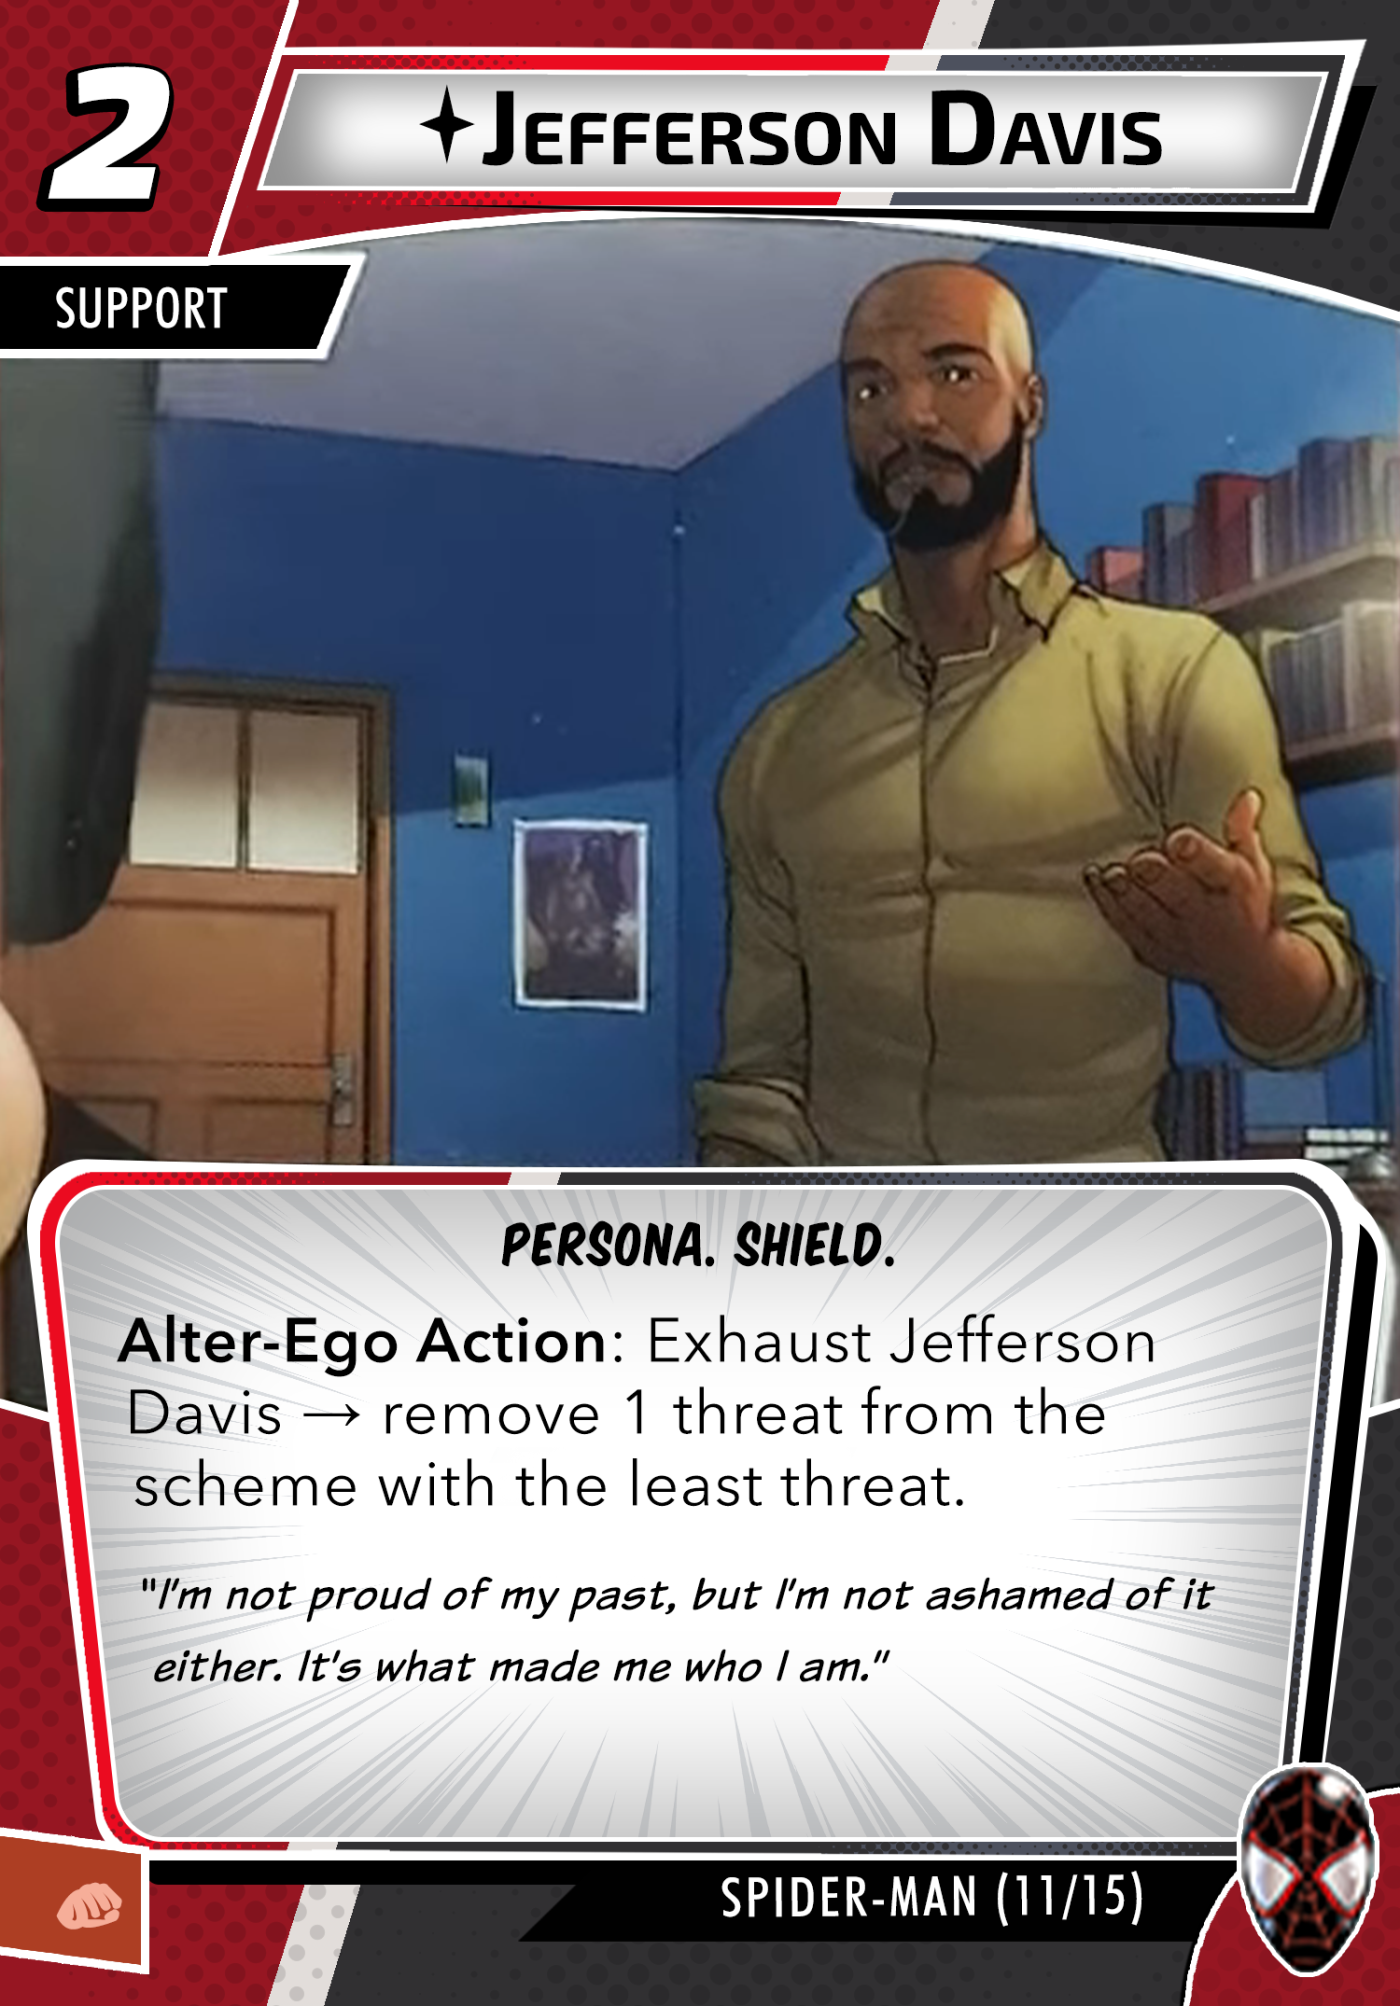 2
JEFFERSON DAVIS
SUPPORT
PERSONA. SHIELD.
Alter-Ego Action: Exhaust Jefferson
Davis → remove 1 threat from the
scheme with the least threat.
"I'm not proud of my past, but I'm not ashamed of it
either. It's what made me who I am."
SPIDER-MAN (11/15)